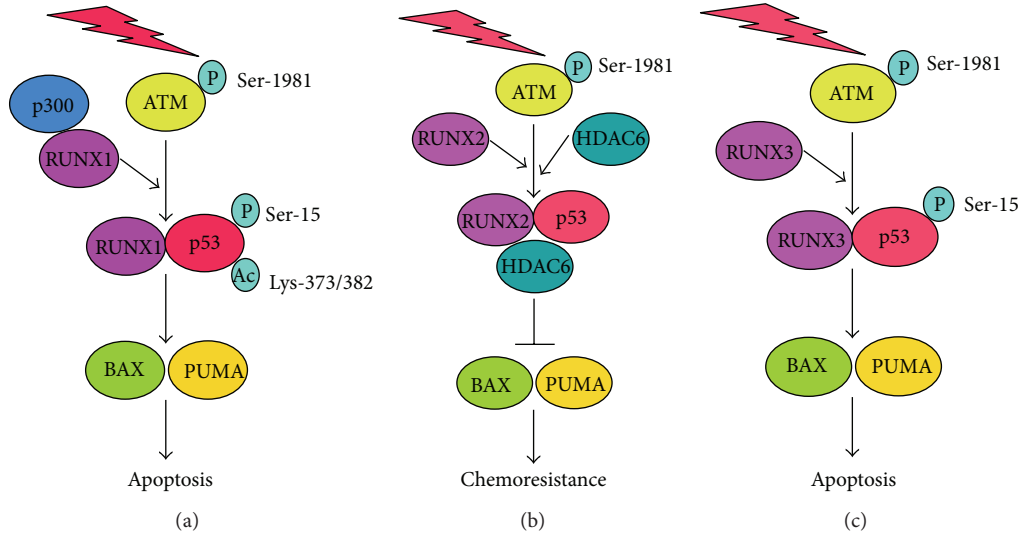 P
Ser-1981
ATM
p300
RUNX1
P
Ser-15
RUNX1
p53
Ac
Lys-373/382
BAX
PUMA
Apoptosis
(a)
P
Ser-1981
ATM
RUNX2
HDAC6
RUNX2
p53
HDAC6
BAX
PUMA
Chemoresistance
(b)
P
Ser-1981
ATM
RUNX3
P
Ser-15
RUNX3
p53
BAX
PUMA
Apoptosis
(c)